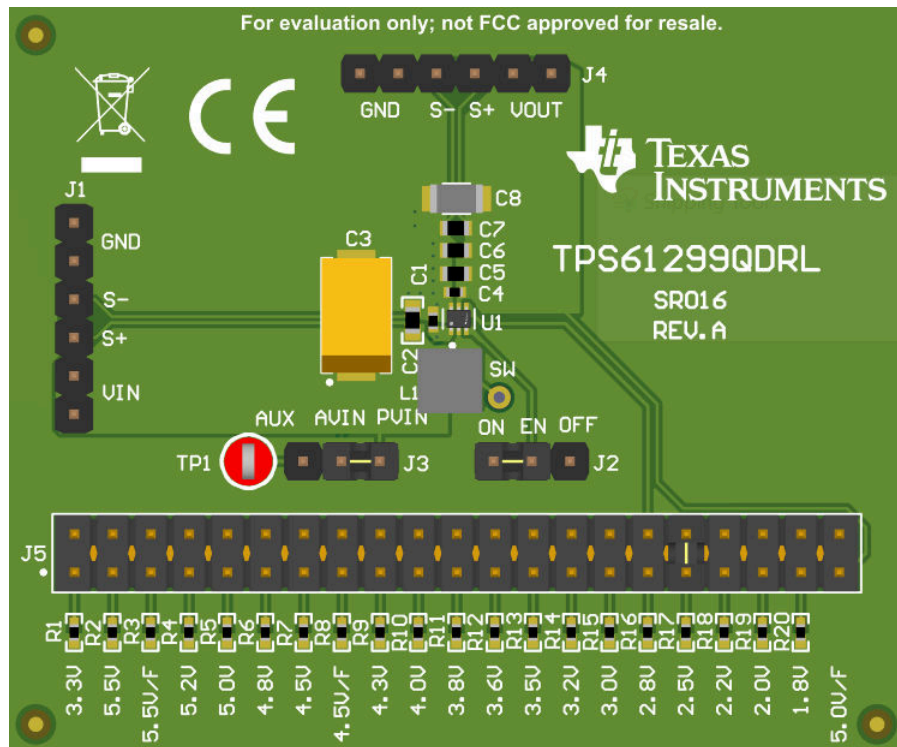 For evaluation only; not FCC approved for resale.
J4
GND S- S+ VOUT
CE
TEXAS
INSTRUMENTS
J1
GND
S-
S+
VIN
C8
C7
C6
C5
C4
C3
C1
C2
U1
L1
SW
TPS61299QDRL
SR016
REV.A
AUX AVIN PVIN
TP1
J3
ON EN OFF
J2
J5
R1 R2 R3 R4 R5 R6 R7 R8 R9 R10 R11 R12 R13 R14 R15 R16 R17 R18 R19 R20
3.3V 5.5V 5.5V/F 5.2V 5.0V 4.8V 4.5V 4.5V/F 4.3V 4.0V 3.8V 3.6V 3.5V 3.2V 3.0V 2.8V 2.5V 2.2V 2.0V 1.8V 5.0V/F